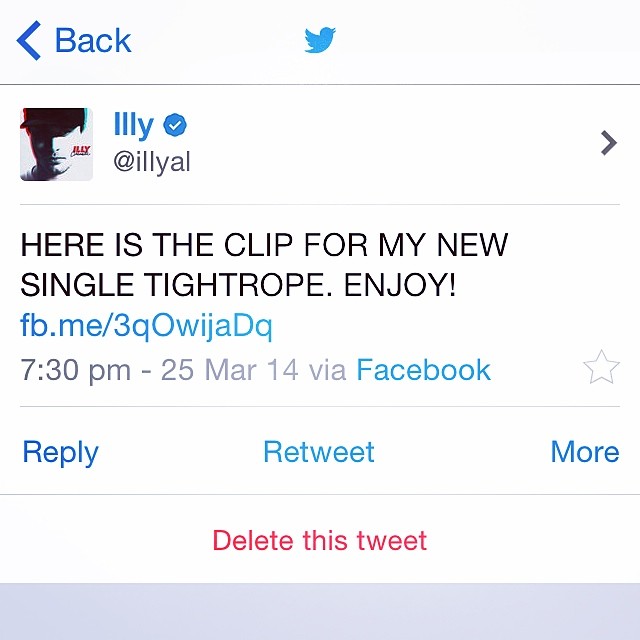 Back
Illy
@illyal
HERE IS THE CLIP FOR MY NEW
SINGLE TIGHTROPE. ENJOY!
fb.me/3qOwijaDq
7:30 pm - 25 Mar 14 via Facebook
Reply Retweet More
Delete this tweet